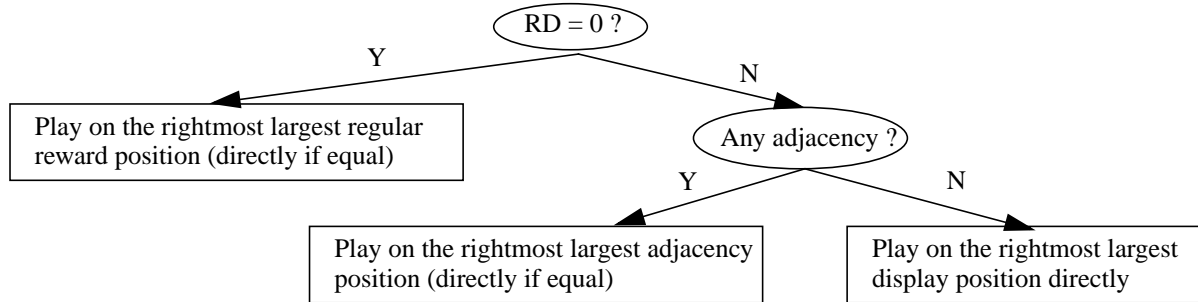 RD = 0 ?
Y
N
Play on the rightmost largest regular
reward position (directly if equal)
Any adjacency ?
Y
N
Play on the rightmost largest adjacency
position (directly if equal)
Play on the rightmost largest
display position directly